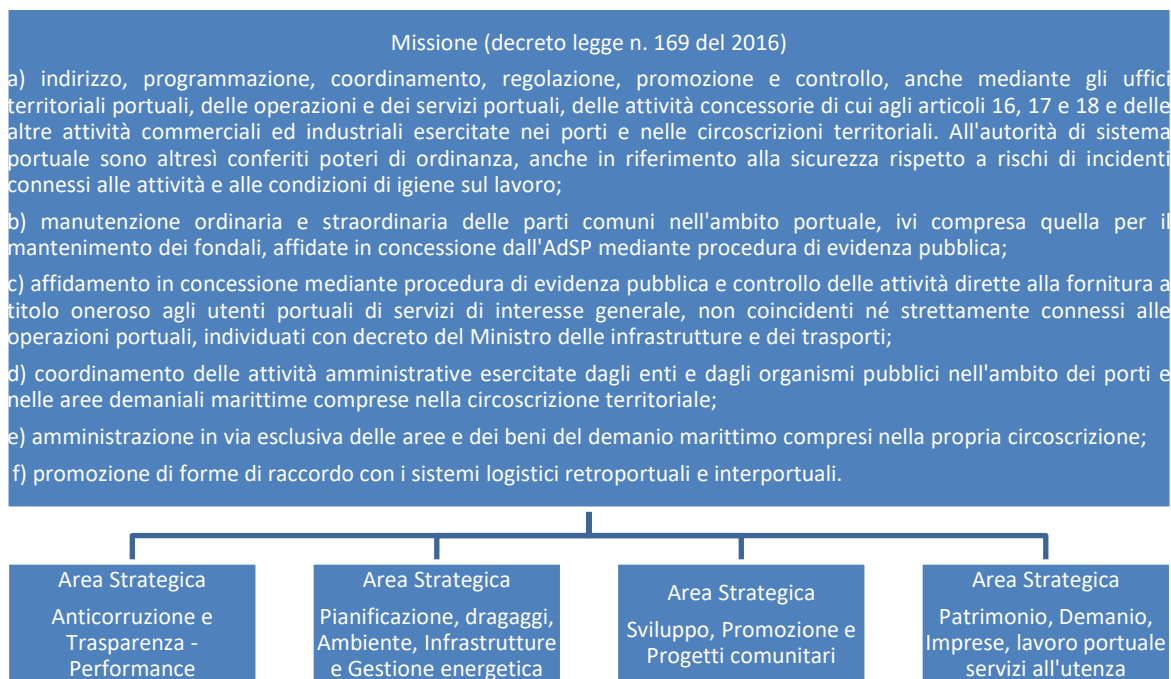 Missione (decreto legge n. 169 del 2016)
a) indirizzo, programmazione, coordinamento, regolazione, promozione e controllo, anche mediante gli uffici
territoriali portuali, delle operazioni e dei servizi portuali, delle attività concessorie di cui agli articoli 16, 17 e 18 e delle
altre attività commerciali ed industriali esercitate nei porti e nelle circoscrizioni territoriali. All'autorità di sistema
portuale sono altresì conferiti poteri di ordinanza, anche in riferimento alla sicurezza rispetto a rischi di incidenti
connessi alle attività e alle condizioni di igiene sul lavoro;
b) manutenzione ordinaria e straordinaria delle parti comuni nell'ambito portuale, ivi compresa quella per il
mantenimento dei fondali, affidate in concessione dall'AdSP mediante procedura di evidenza pubblica;
c) affidamento in concessione mediante procedura di evidenza pubblica e controllo delle attività dirette alla fornitura a
titolo oneroso agli utenti portuali di servizi di interesse generale, non coincidenti né strettamente connessi alle
operazioni portuali, individuati con decreto del Ministro delle infrastrutture e dei trasporti;
d) coordinamento delle attività amministrative esercitate dagli enti e dagli organismi pubblici nell'ambito dei porti e
nelle aree demaniali marittime comprese nella circoscrizione territoriale;
e) amministrazione in via esclusiva delle aree e dei beni del demanio marittimo compresi nella propria circoscrizione;
f) promozione di forme di raccordo con i sistemi logistici retroportuali e interportuali.
Area Strategica
Anticorruzione e
Trasparenza -
Performance
Area Strategica
Pianificazione, dragaggi,
Ambiente, Infrastrutture
e Gestione energetica
Area Strategica
Sviluppo, Promozione e
Progetti comunitari
Area Strategica
Patrimonio, Demanio,
Imprese, lavoro portuale
servizi all'utenza